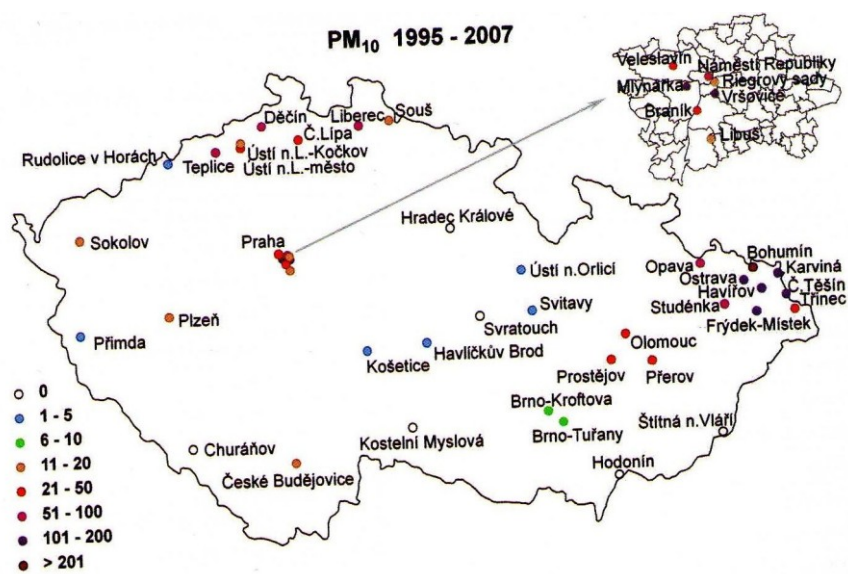 PM₁₀ 1995 - 2007
Veleslavín
Náměstí Republiky
Mlynářka
Riegrovy sady
Vršovice
Braník
Libuš
Děčín
Liberec
Souš
Č.Lípa
Rudolice v Horách
Teplice
Ústí n.L.-Kočkov
Ústí n.L.-město
Hradec Králové
Sokolov
Praha
Bohumín
Opava
Karviná
Ostrava
Ústí n.Orlicí
Havířov
Č.Těšín
Třinec
Studénka
Svitavy
Plzeň
Svratouch
Frýdek-Místek
Přimda
Olomouc
Košetice
Havlíčkův Brod
Prostějov
Přerov
0
Brno-Kroftova
1 - 5
Štítná n.Vláří
6 - 10
Kostelní Myslová
Brno-Tuřany
11 - 20
Churáňov
21 - 50
České Budějovice
Hodonín
51 - 100
101 - 200
> 201